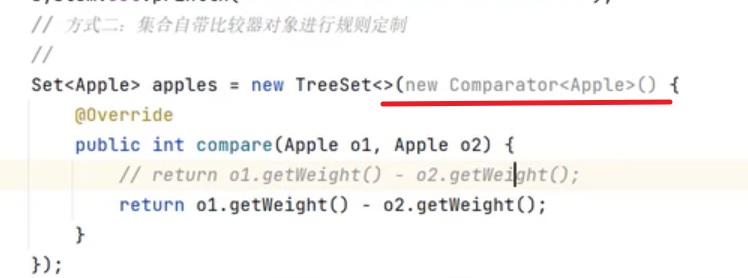 // 方式二：集合自带比较器对象进行规则定制
//
Set<Apple> apples = new TreeSet<>(new Comparator<Apple>() {
@Override
public int compare(Apple o1, Apple o2) {
// return o1.getWeight() - o2.getWeight();
return o1.getWeight() - o2.getWeight();
}
});